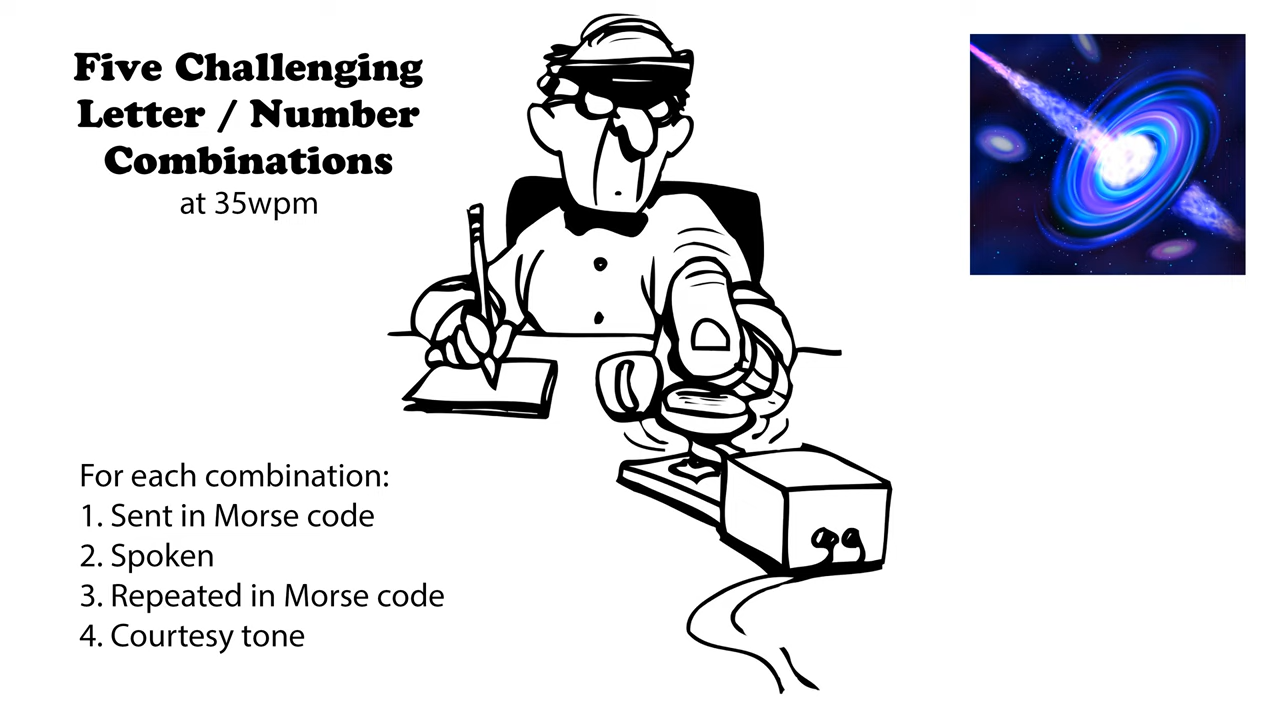 Five Challenging
Letter / Number
Combinations
at 35wpm
For each combination:
1. Sent in Morse code
2. Spoken
3. Repeated in Morse code
4. Courtesy tone